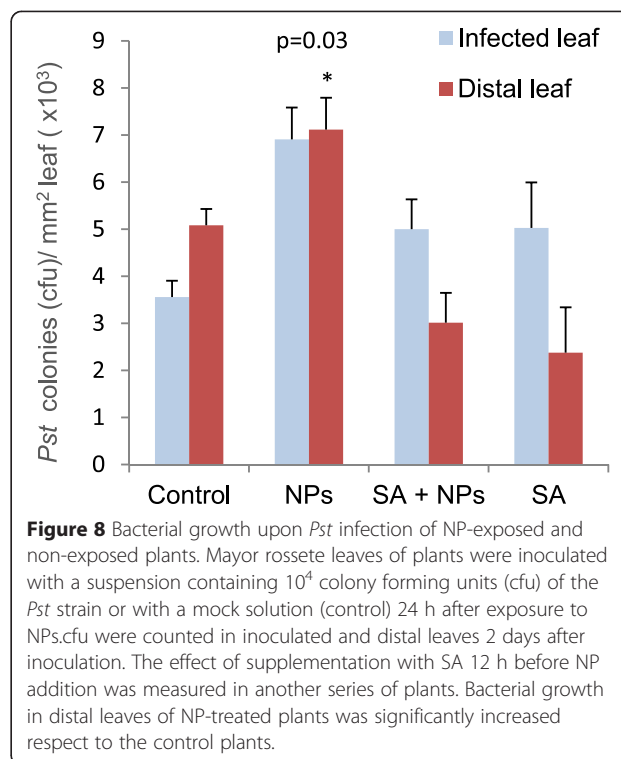 9
8
7
6
5
4
3
2
1
0
Pst colonies (cfu)/ mm² leaf ( x10³)
p=0.03
*
Infected leaf
Distal leaf
Control NPs SA + NPs SA
Figure 8 Bacterial growth upon Pst infection of NP-exposed and
non-exposed plants. Mayor rossete leaves of plants were inoculated
with a suspension containing 10⁴ colony forming units (cfu) of the
Pst strain or with a mock solution (control) 24 h after exposure to
NPs.cfu were counted in inoculated and distal leaves 2 days after
inoculation. The effect of supplementation with SA 12 h before NP
addition was measured in another series of plants. Bacterial growth
in distal leaves of NP-treated plants was significantly increased
respect to the control plants.